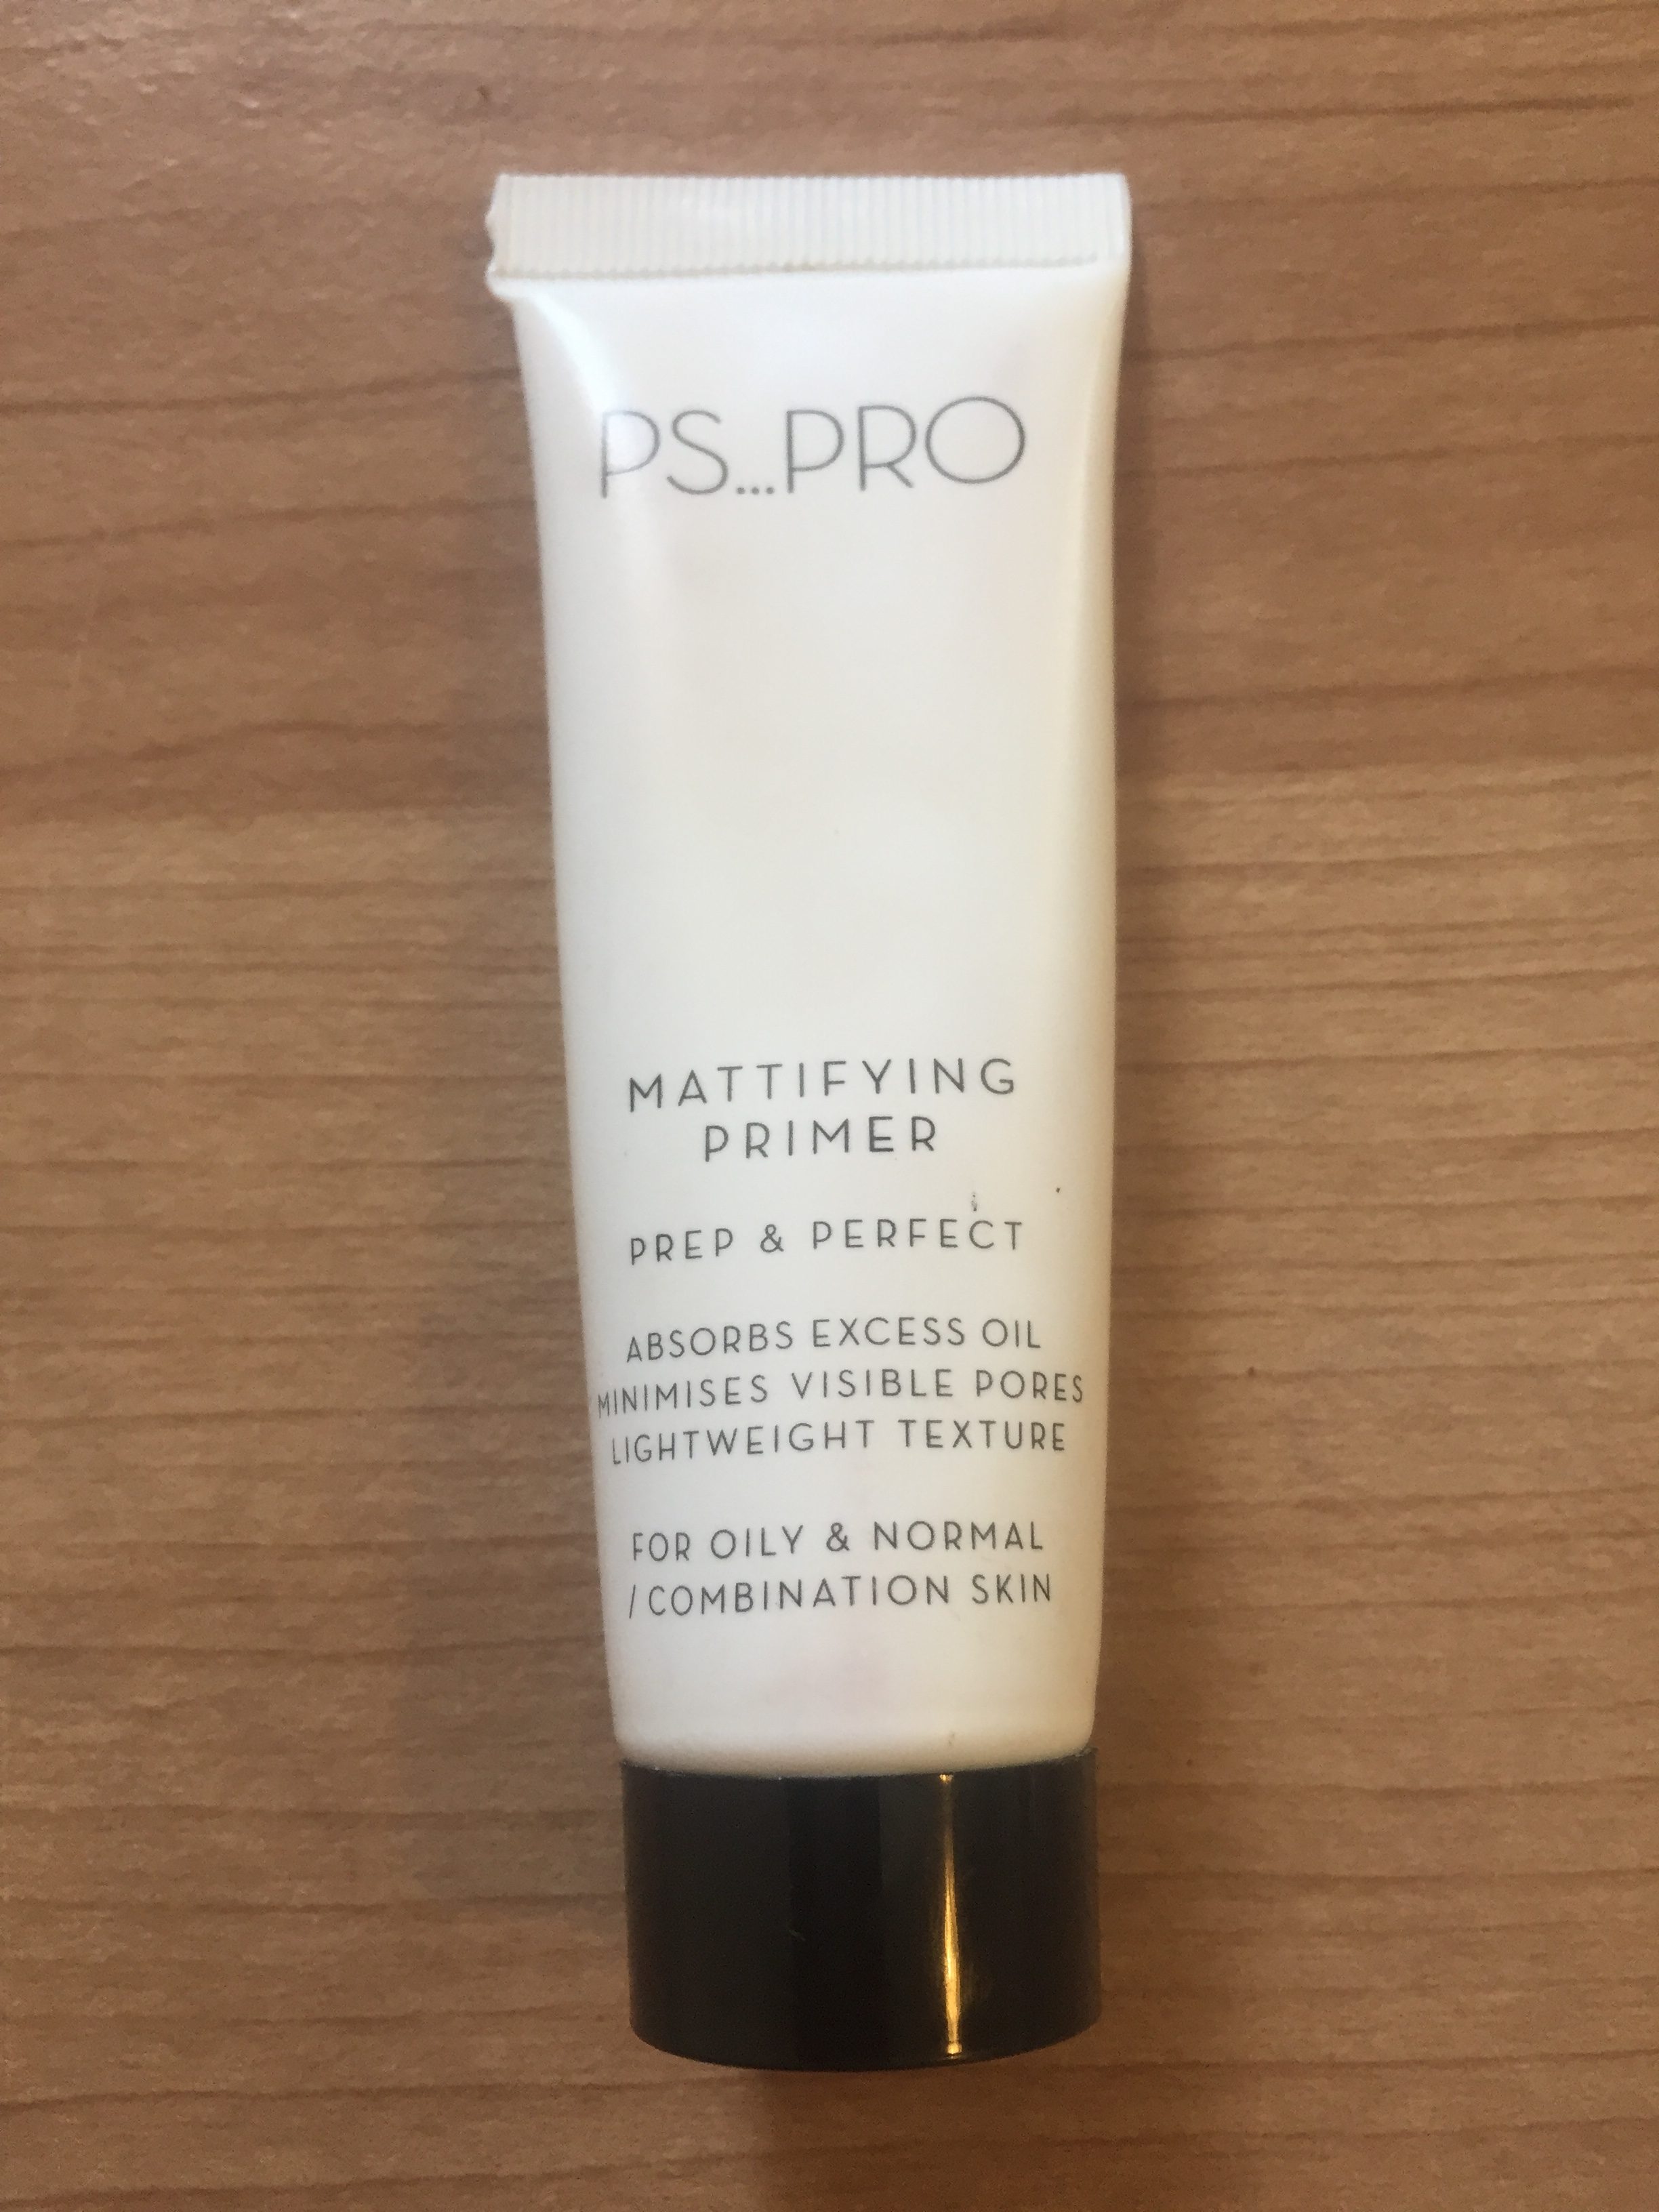 PS...PRO
MATTIFYING
PRIMER
PREP & PERFECT
ABSORBS EXCESS OIL
MINIMISES VISIBLE PORES
LIGHTWEIGHT TEXTURE
FOR OILY & NORMAL
/COMBINATION SKIN